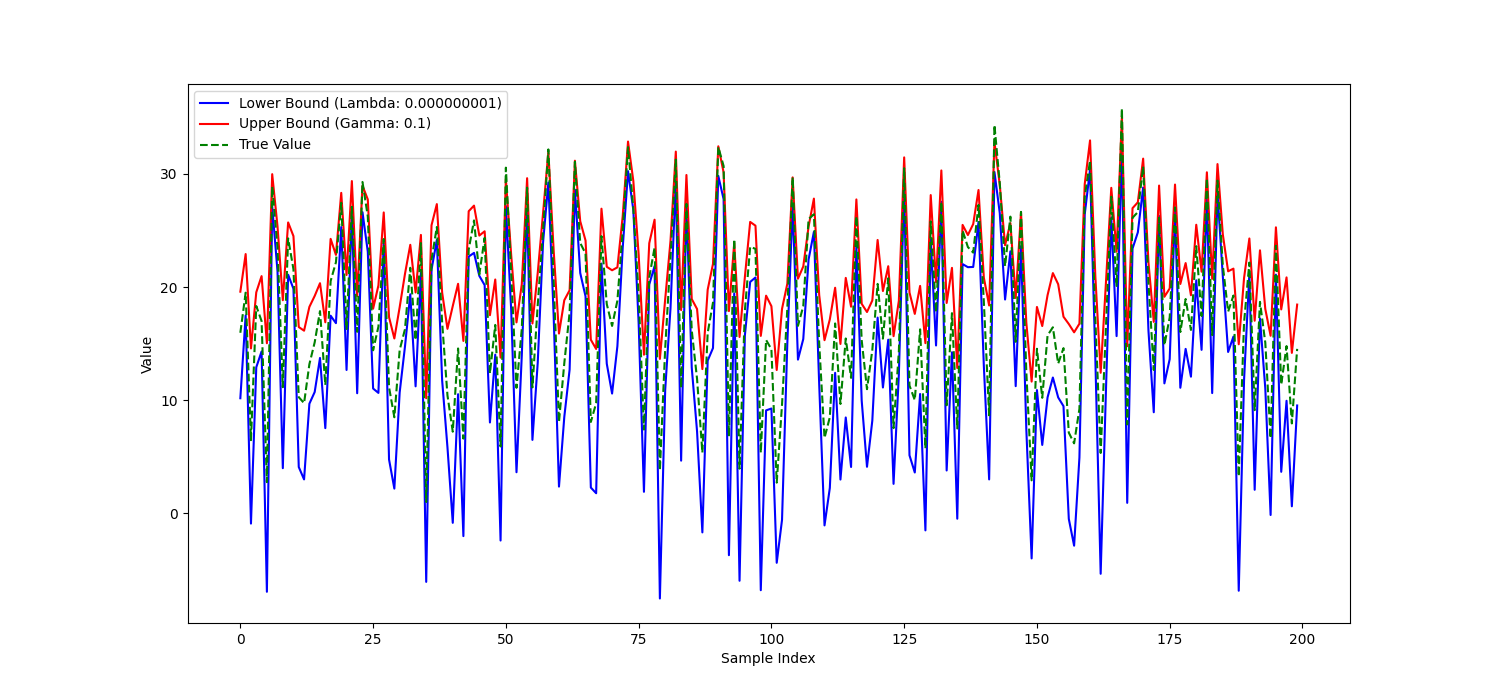 Lower Bound (Lambda: 0.000000001)
Upper Bound (Gamma: 0.1)
True Value
Value
30
20
10
0
0 25 50 75 100 125 150 175 200
Sample Index